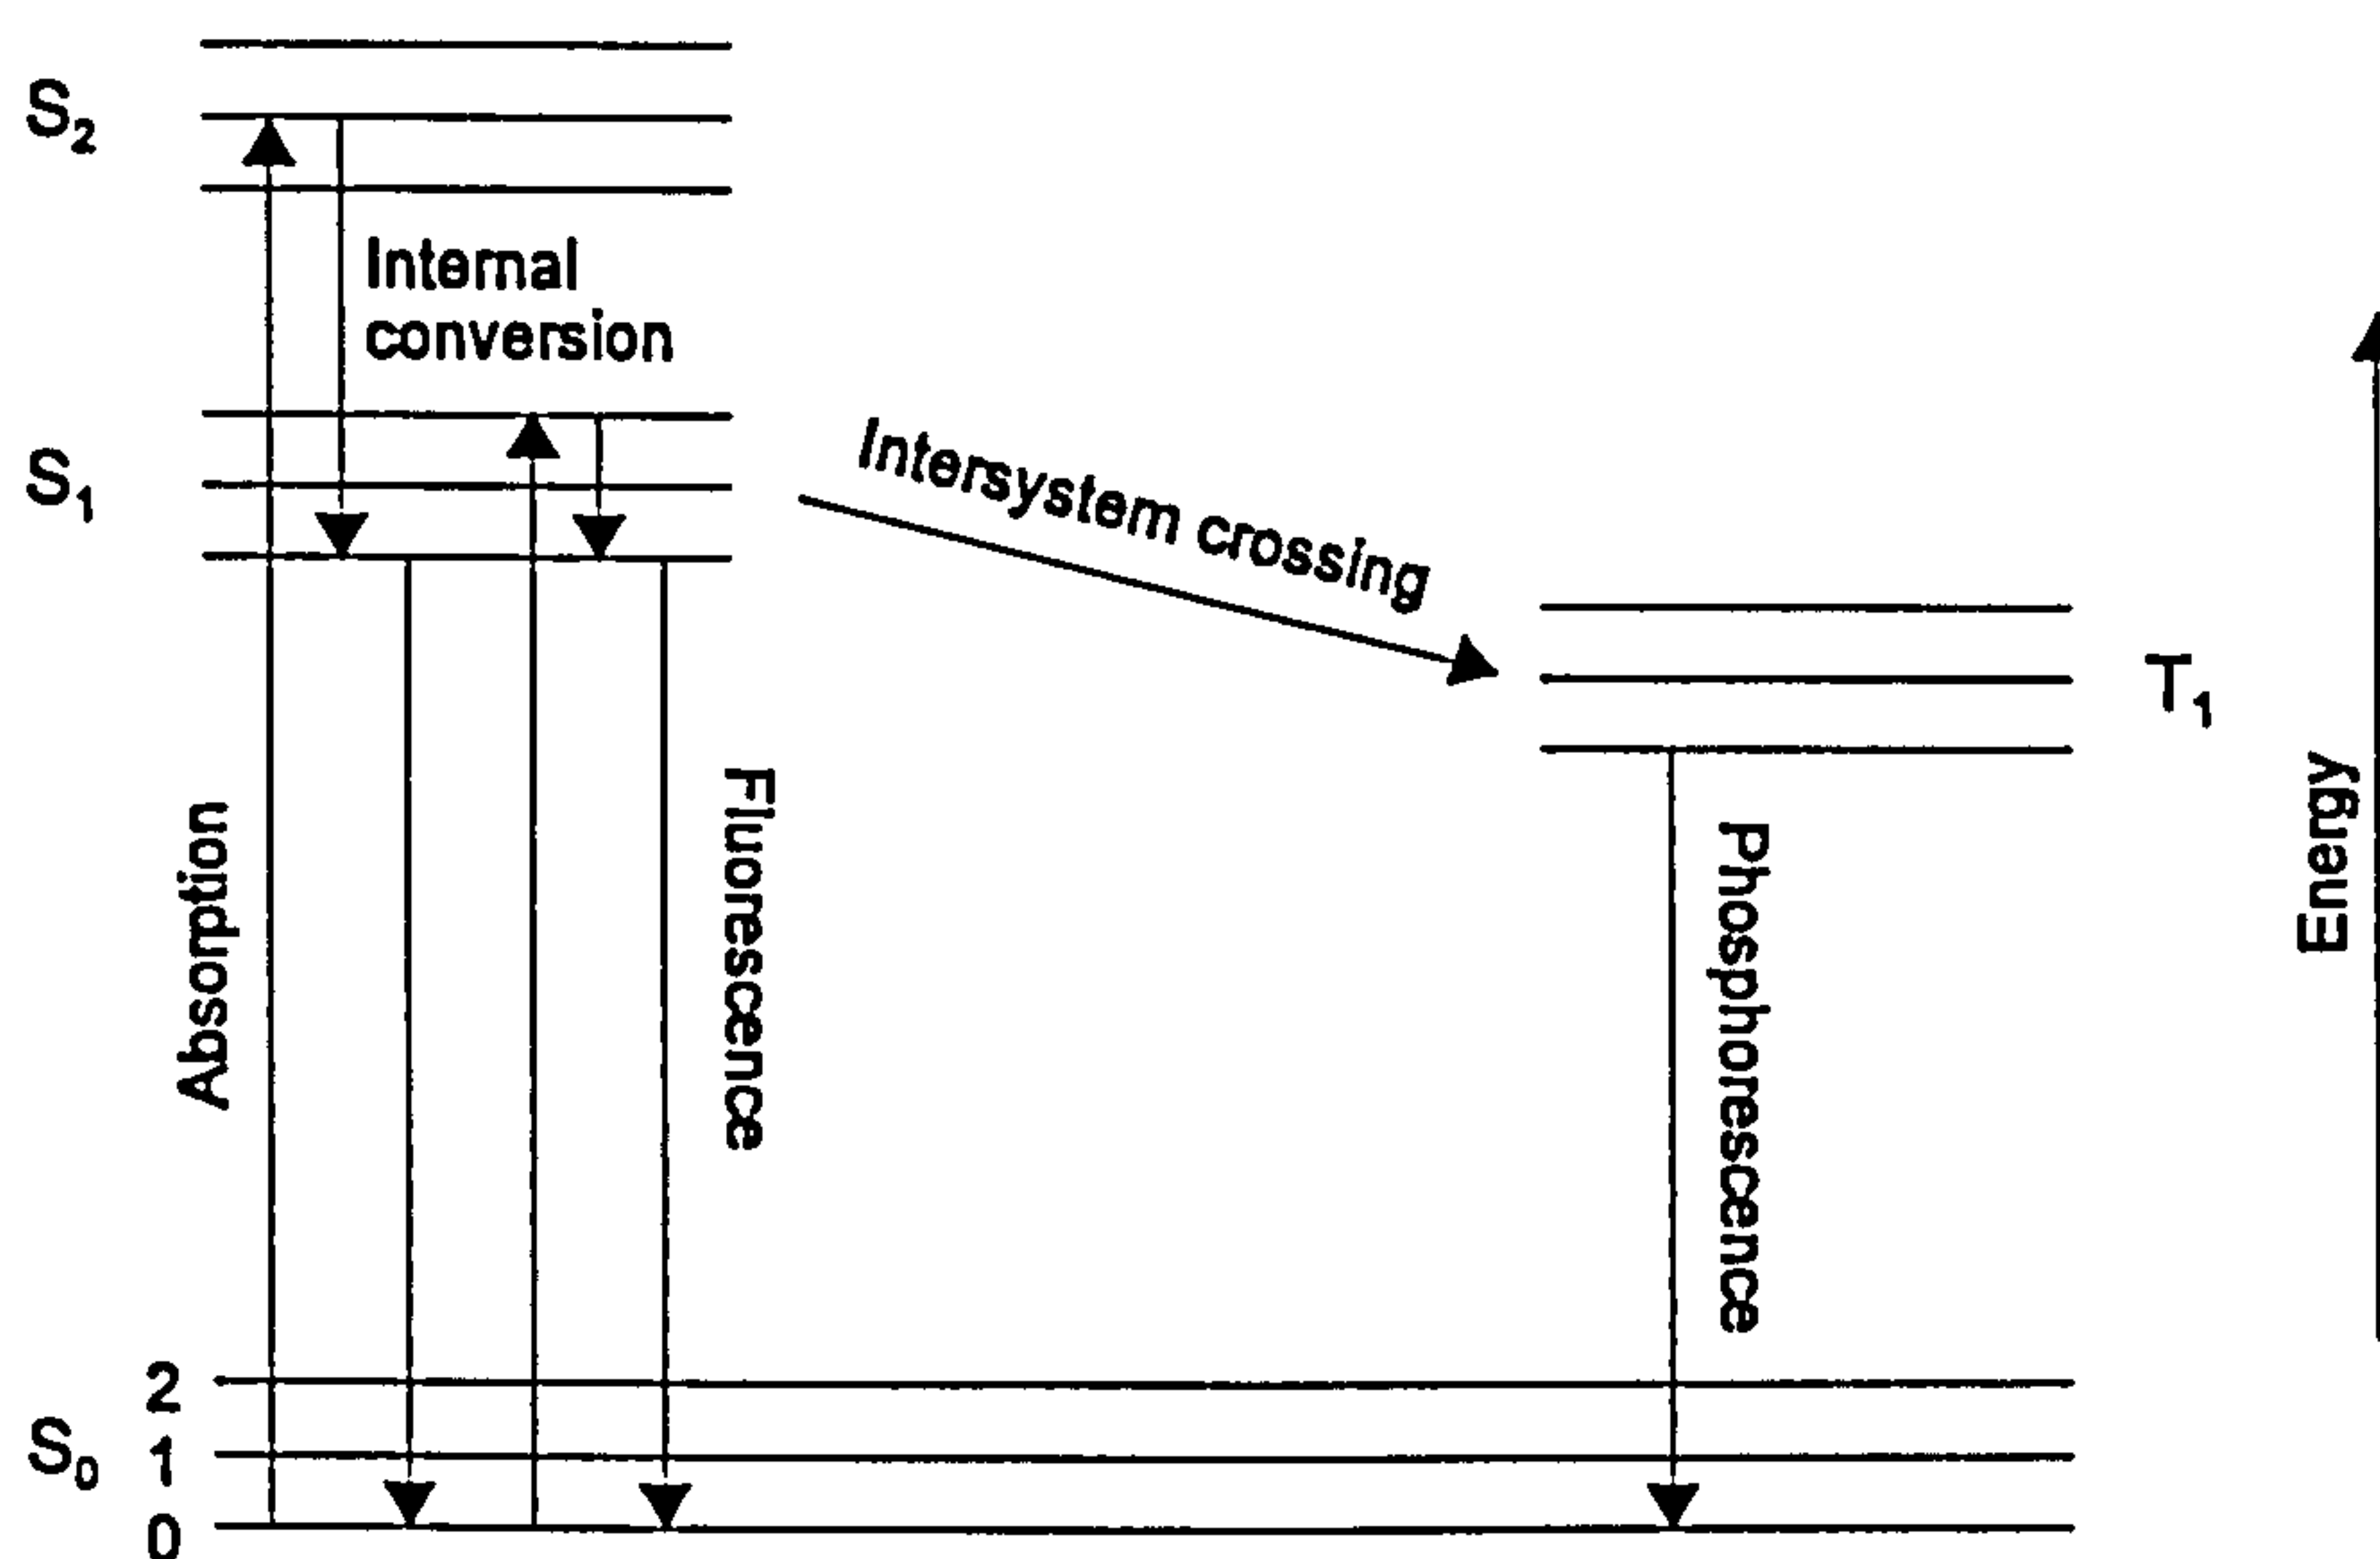 S₂
Internal
conversion
S₁
Intersystem crossing
T₁
Absorption
Fluorescence
Phosphorescence
Energy
2
S₀
1
0